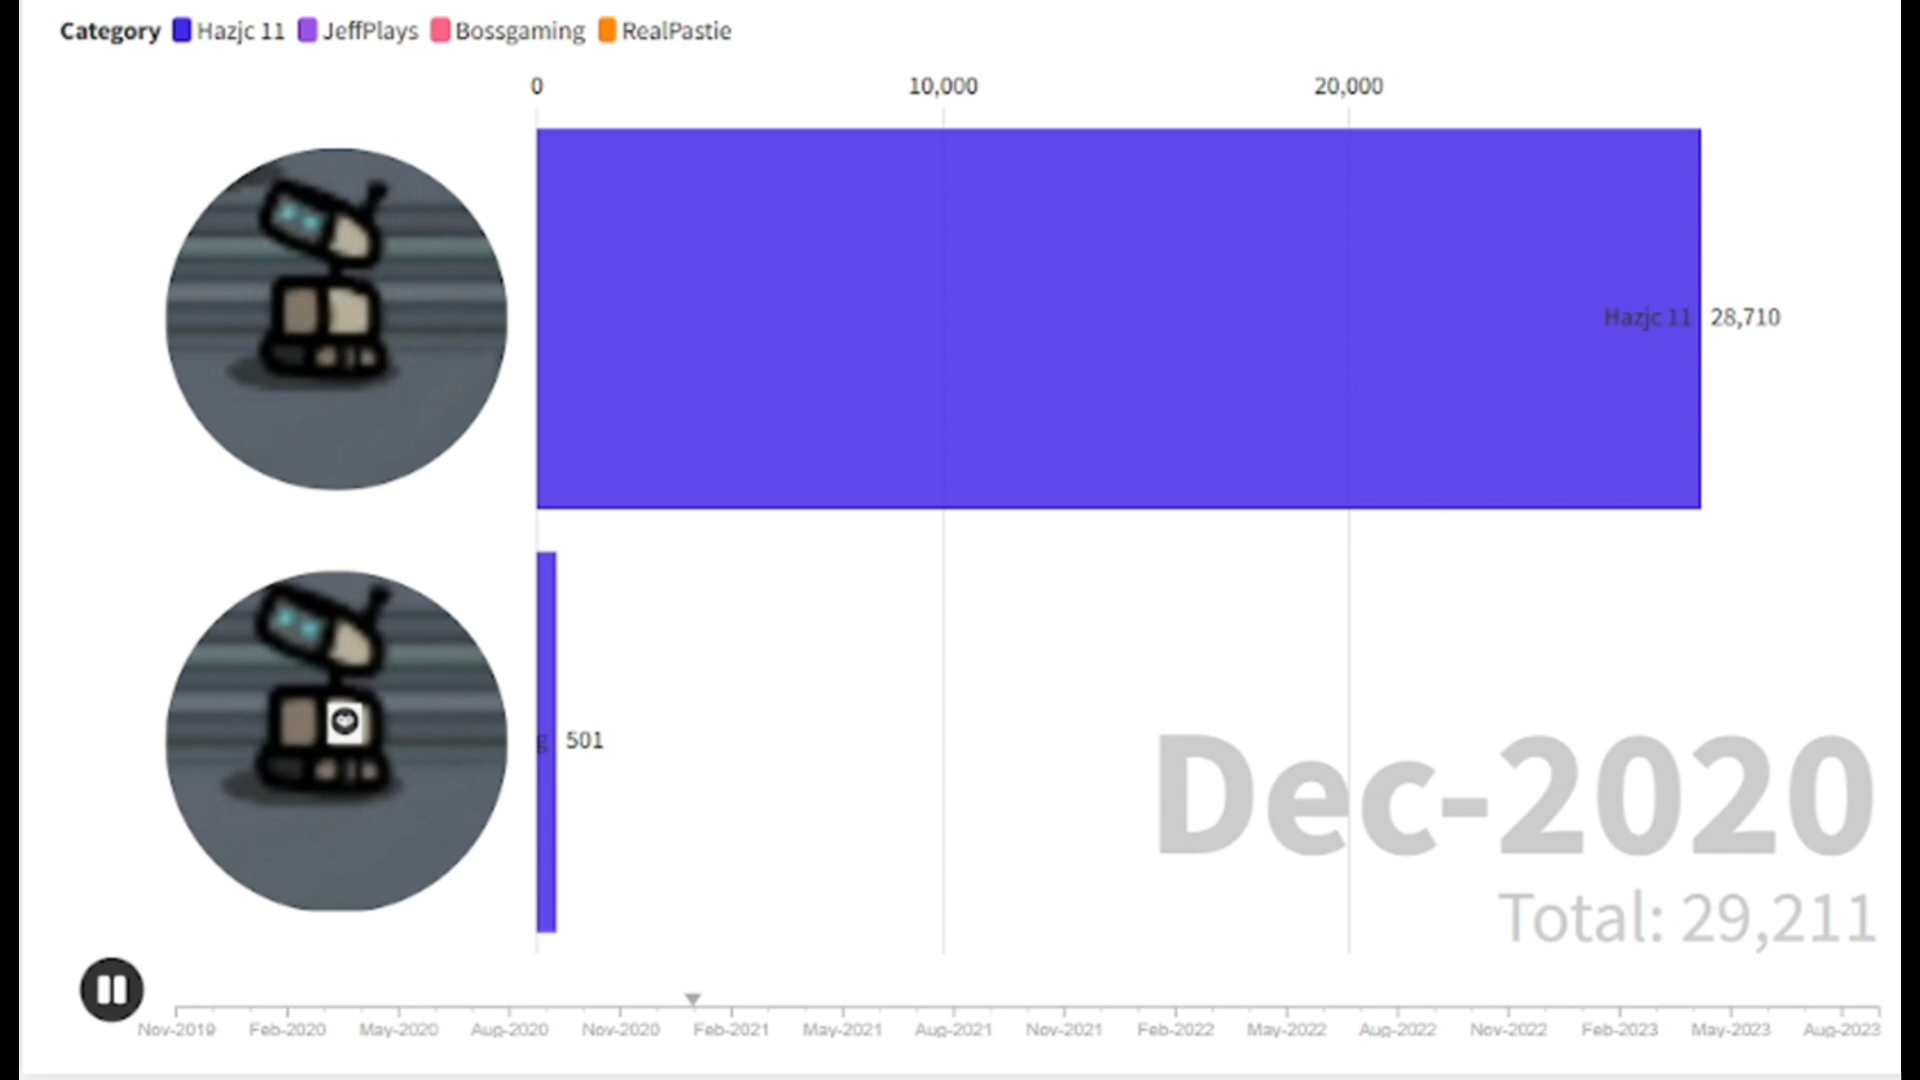 Category Hazjc 11 JeffPlays Bossgaming RealPastie
0 10,000 20,000
Hazjc 11 28,710
g 501
Dec-2020
Total: 29,211
Nov-2019 Feb-2020 May-2020 Aug-2020 Nov-2020 Feb-2021 May-2021 Aug-2021 Nov-2021 Feb-2022 May-2022 Aug-2022 Nov-2022 Feb-2023 May-2023 Aug-2023